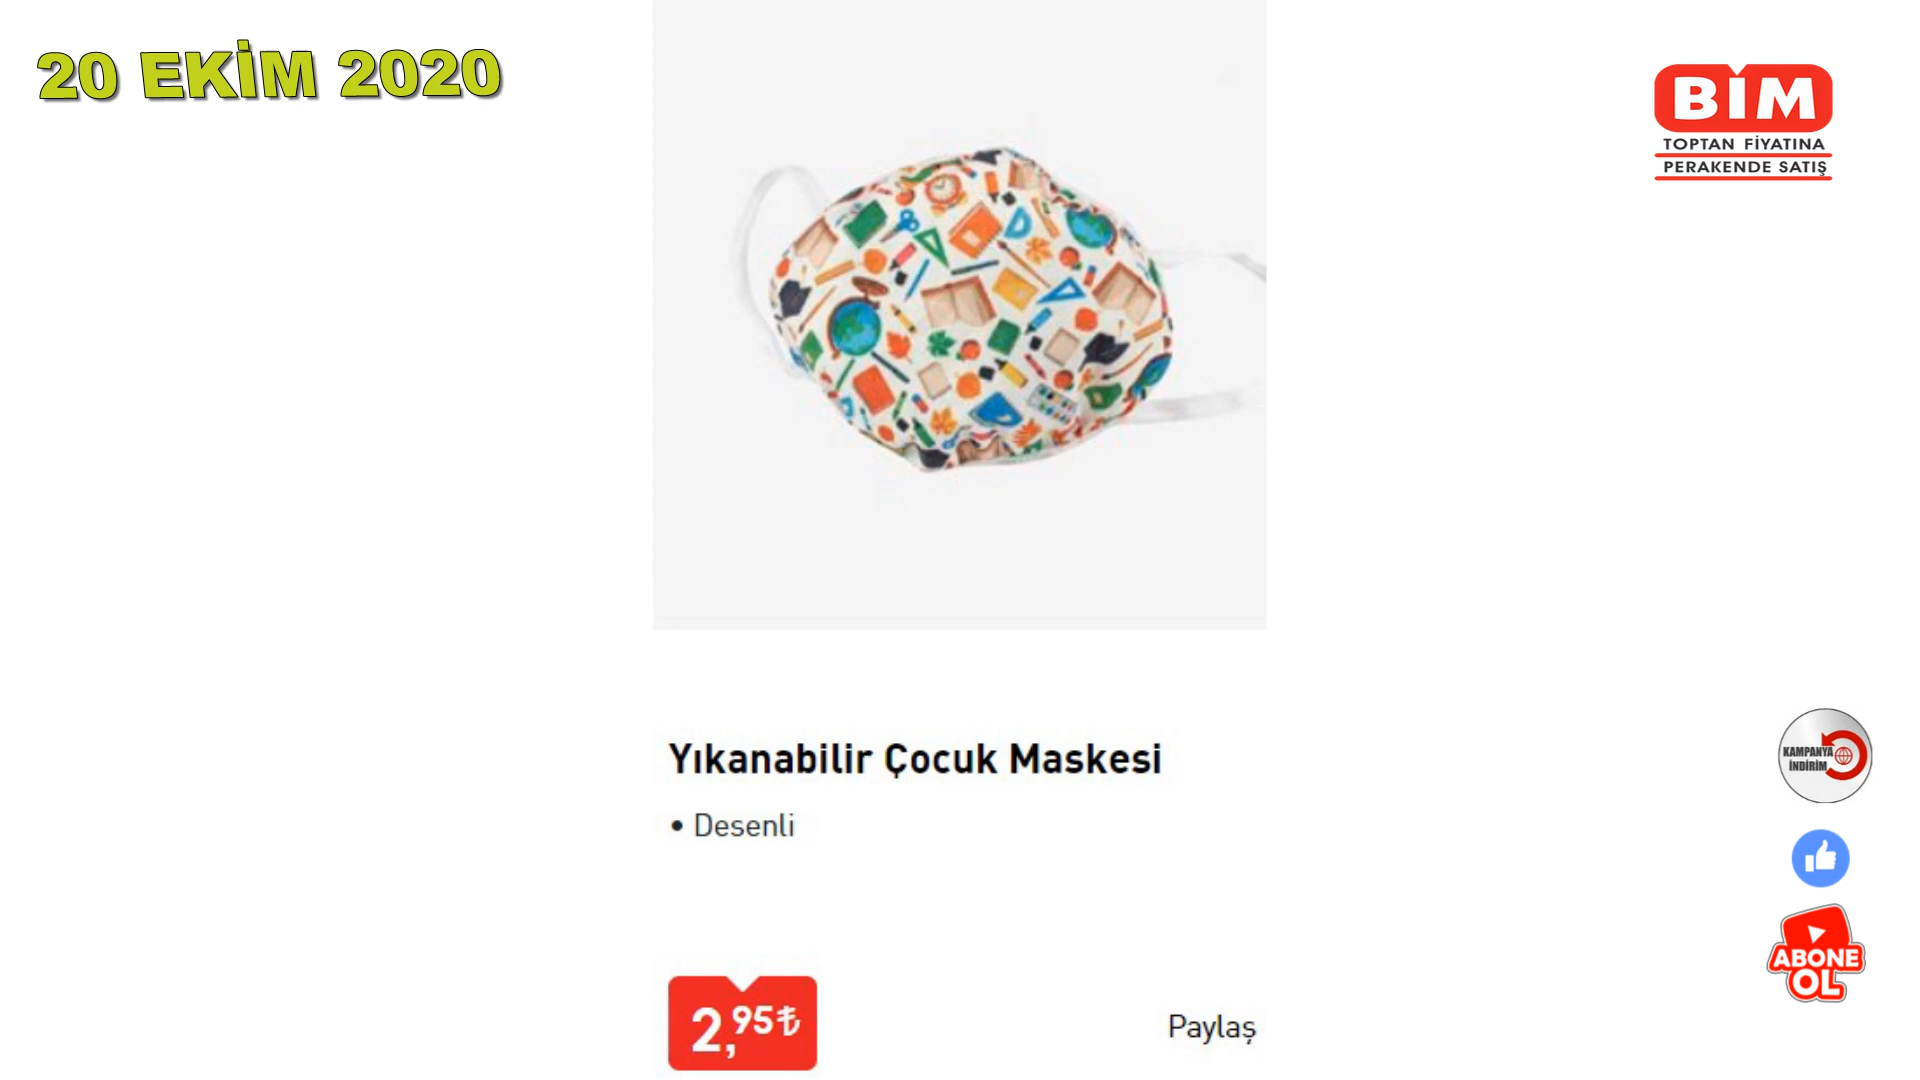 20 EKİM 2020
BİM
TOPTAN FİYATINA
PERAKENDE SATIŞ
Yıkanabilir Çocuk Maskesi
• Desenli
2,95₺
Paylaş
KAMPANYA
İNDİRİM
ABONE
OL